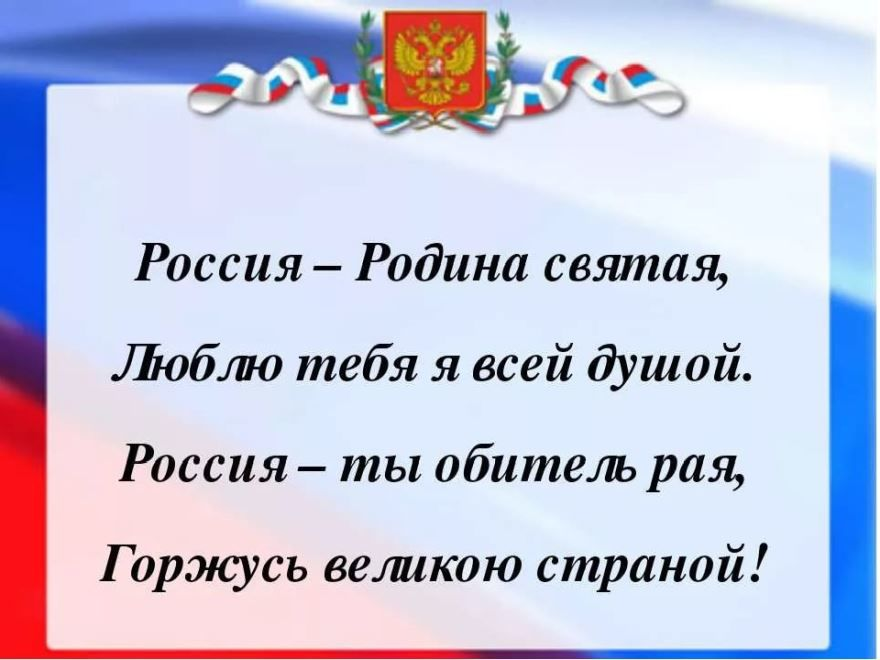 Россия – Родина святая,
Люблю тебя я всей душой.
Россия – ты обитель рая,
Горжусь великою страной!